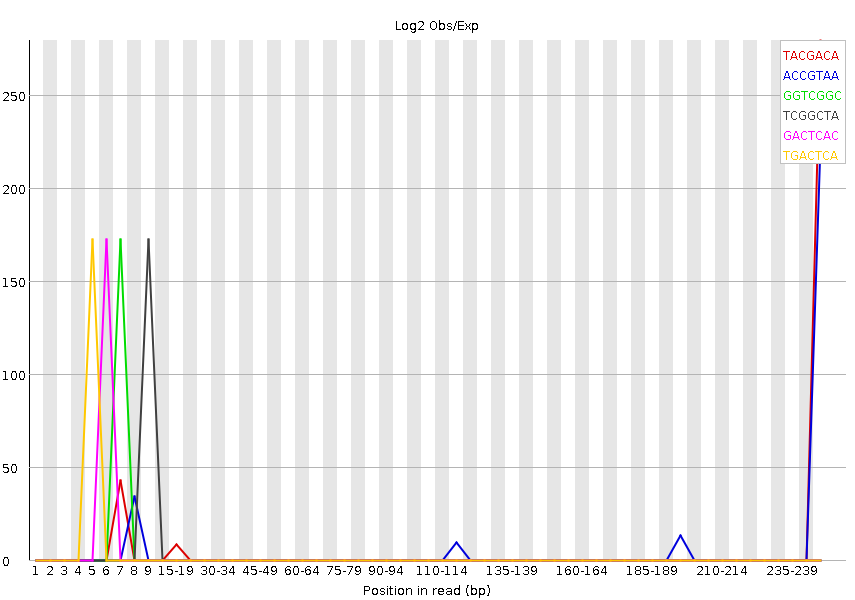 Log2 Obs/Exp
TACGACA
ACCGTAA
GGTCGGC
TCGGCTA
GACTCAC
TGACTCA
250
200
150
100
50
0
1 2 3 4 5 6 7 8 9 15-19 30-34 45-49 60-64 75-79 90-94 110-114 135-139 160-164 185-189 210-214 235-239
Position in read (bp)